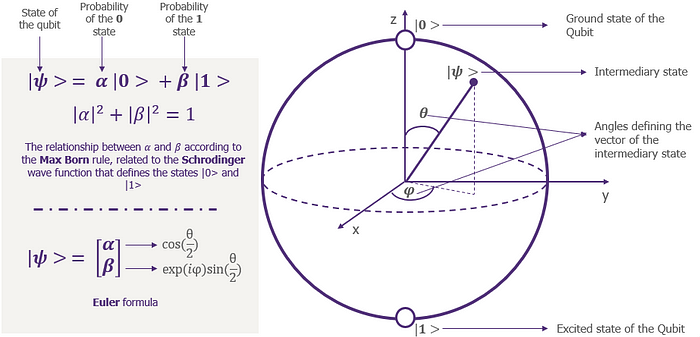 State of
the qubit
Probability
of the 0
state
Probability
of the 1
state
|ψ > = α |0 > + β |1 >
|α|² + |β|² = 1
The relationship between α and β according to
the Max Born rule, related to the Schrodinger
wave function that defines the states |0> and
|1>
|ψ > = [α β]
cos(θ/2)
exp(iφ)sin(θ/2)
Euler formula
z
|0 >
Ground state of the
Qubit
|ψ >
Intermediary state
θ
Angles defining the
vector of the
intermediary state
φ
y
x
|1 >
Excited state of the Qubit